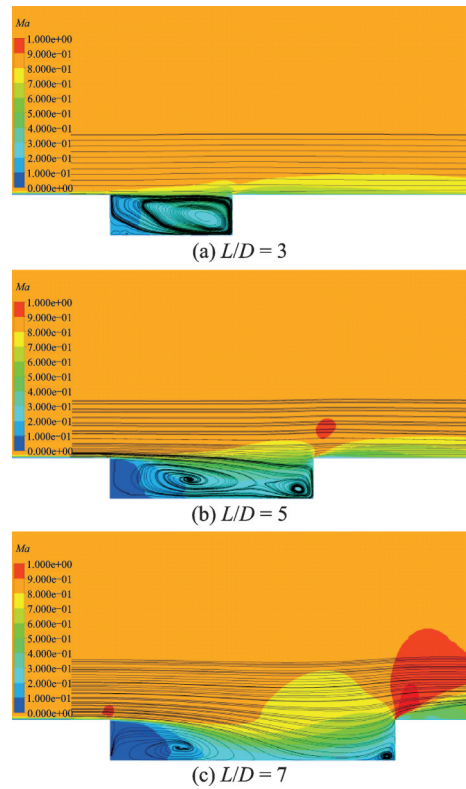 Ma
1.000e+00
9.000e-01
8.000e-01
7.000e-01
6.000e-01
5.000e-01
4.000e-01
3.000e-01
2.000e-01
1.000e-01
0.000e+00
(a) L/D = 3
Ma
1.000e+00
9.000e-01
8.000e-01
7.000e-01
6.000e-01
5.000e-01
4.000e-01
3.000e-01
2.000e-01
1.000e-01
0.000e+00
(b) L/D = 5
Ma
1.000e+00
9.000e-01
8.000e-01
7.000e-01
6.000e-01
5.000e-01
4.000e-01
3.000e-01
2.000e-01
1.000e-01
0.000e+00
(c) L/D = 7